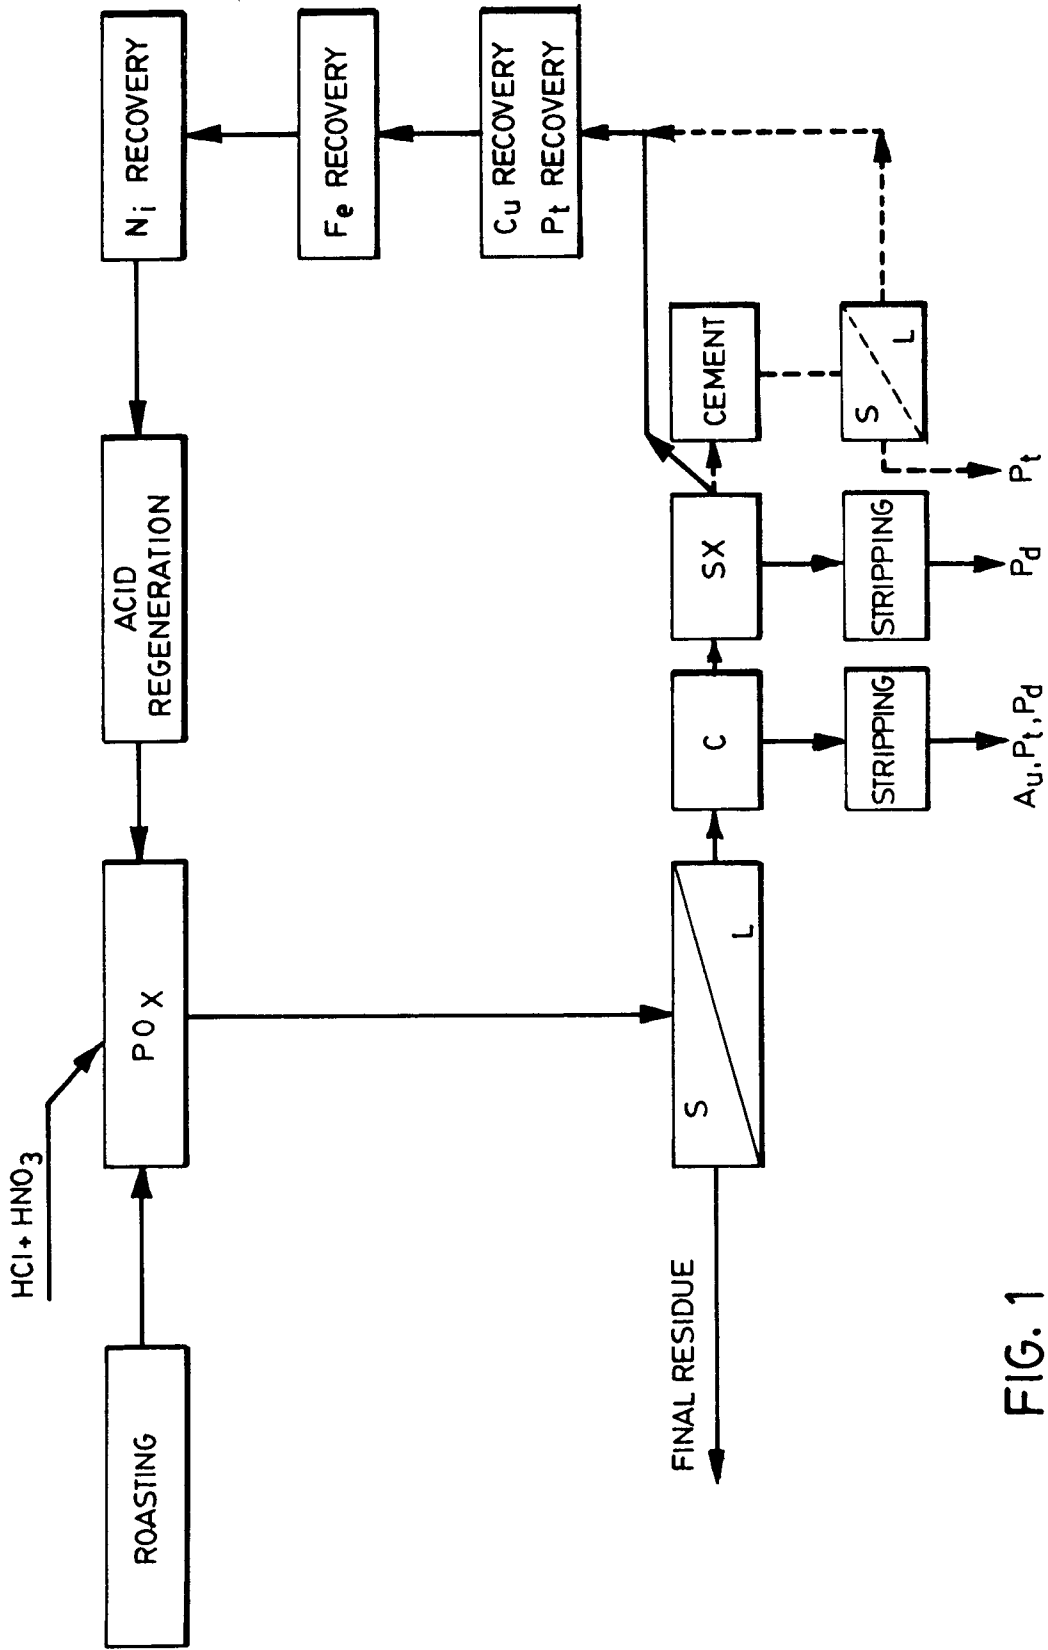 HCl + HNO3
ROASTING
POX
ACID
REGENERATION
Ni RECOVERY
Fe RECOVERY
Cu RECOVERY
Pt RECOVERY
FINAL RESIDUE
S
L
C
SX
CEMENT
STRIPPING
STRIPPING
S
L
Au, Pt, Pd
Pd
Pt
FIG. 1